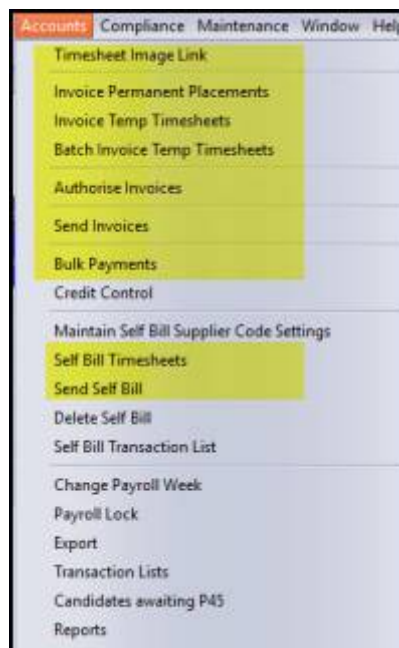 Accounts Compliance Maintenance Window Help
Timesheet Image Link
Invoice Permanent Placements
Invoice Temp Timesheets
Batch Invoice Temp Timesheets
Authorise Invoices
Send Invoices
Bulk Payments
Credit Control
Maintain Self Bill Supplier Code Settings
Self Bill Timesheets
Send Self Bill
Delete Self Bill
Self Bill Transaction List
Change Payroll Week
Payroll Lock
Export
Transaction Lists
Candidates awaiting P45
Reports